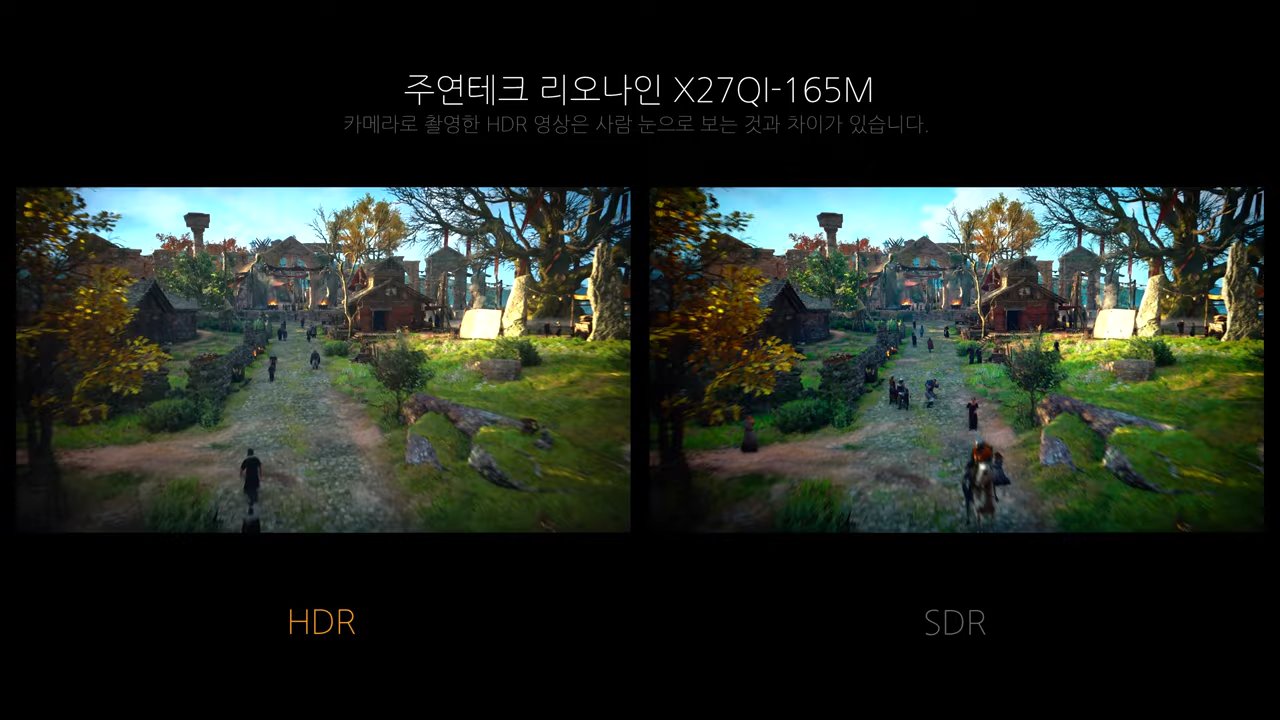 주연테크 리오나인 X27QI-165M
카메라로 촬영한 HDR 영상은 사람 눈으로 보는 것과 차이가 있습니다.
HDR
SDR